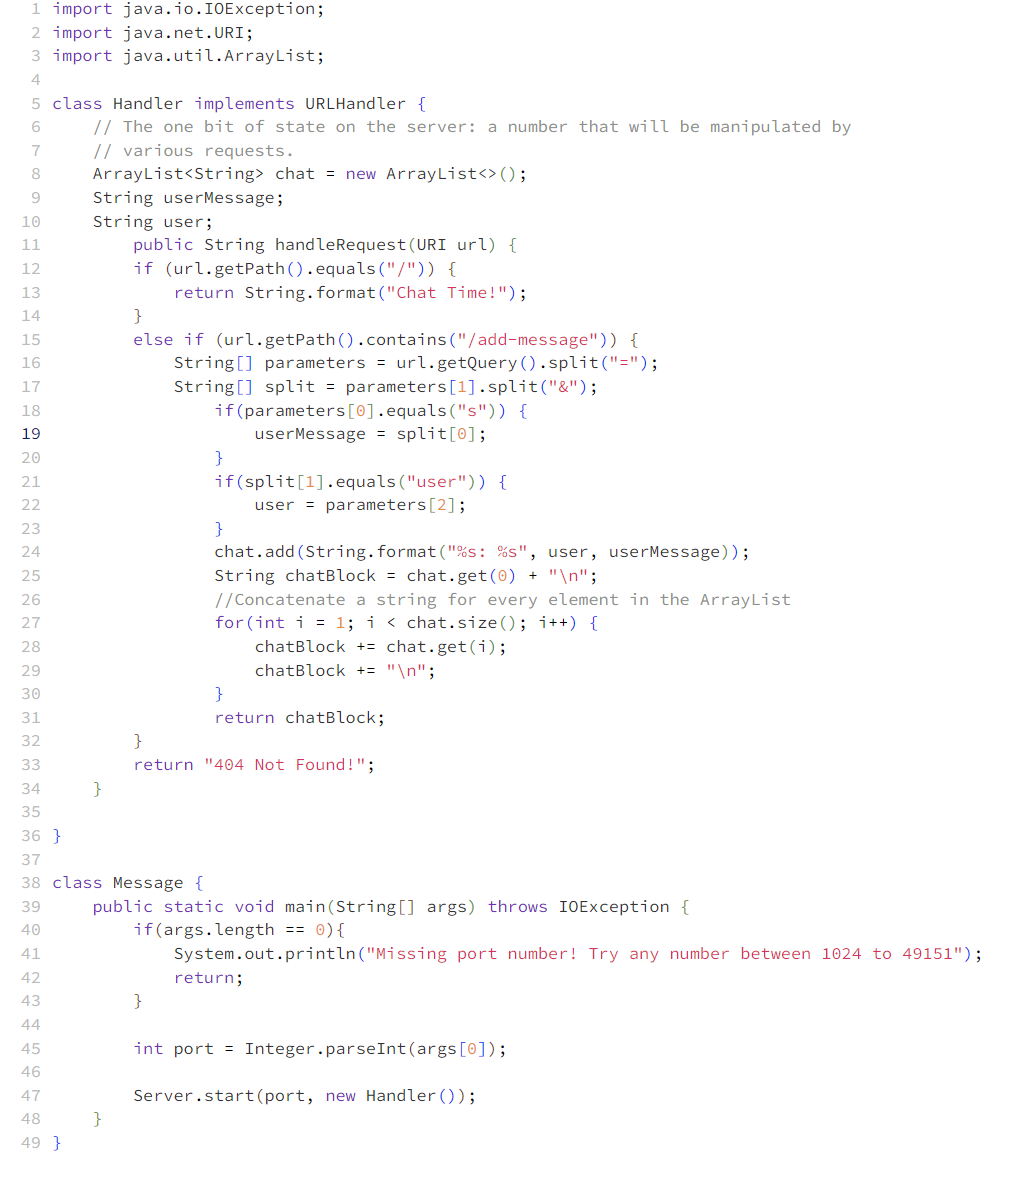 1 import java.io.IOException;
2 import java.net.URI;
3 import java.util.ArrayList;
4
5 class Handler implements URLHandler {
6     // The one bit of state on the server: a number that will be manipulated by
7     // various requests.
8     ArrayList<String> chat = new ArrayList<>();
9     String userMessage;
10     String user;
11         public String handleRequest(URI url) {
12         if (url.getPath().equals("/")) {
13             return String.format("Chat Time!");
14         }
15         else if (url.getPath().contains("/add-message")) {
16             String[] parameters = url.getQuery().split("=");
17             String[] split = parameters[1].split("&");
18                 if(parameters[0].equals("s")) {
19                     userMessage = split[0];
20                 }
21                 if(split[1].equals("user")) {
22                     user = parameters[2];
23                 }
24                 chat.add(String.format("%s: %s", user, userMessage));
25                 String chatBlock = chat.get(0) + "\n";
26                 //Concatenate a string for every element in the ArrayList
27                 for(int i = 1; i < chat.size(); i++) {
28                     chatBlock += chat.get(i);
29                     chatBlock += "\n";
30                 }
31                 return chatBlock;
32         }
33         return "404 Not Found!";
34     }
35
36 }
37
38 class Message {
39     public static void main(String[] args) throws IOException {
40         if(args.length == 0){
41             System.out.println("Missing port number! Try any number between 1024 to 49151");
42             return;
43         }
44
45         int port = Integer.parseInt(args[0]);
46
47         Server.start(port, new Handler());
48     }
49 }